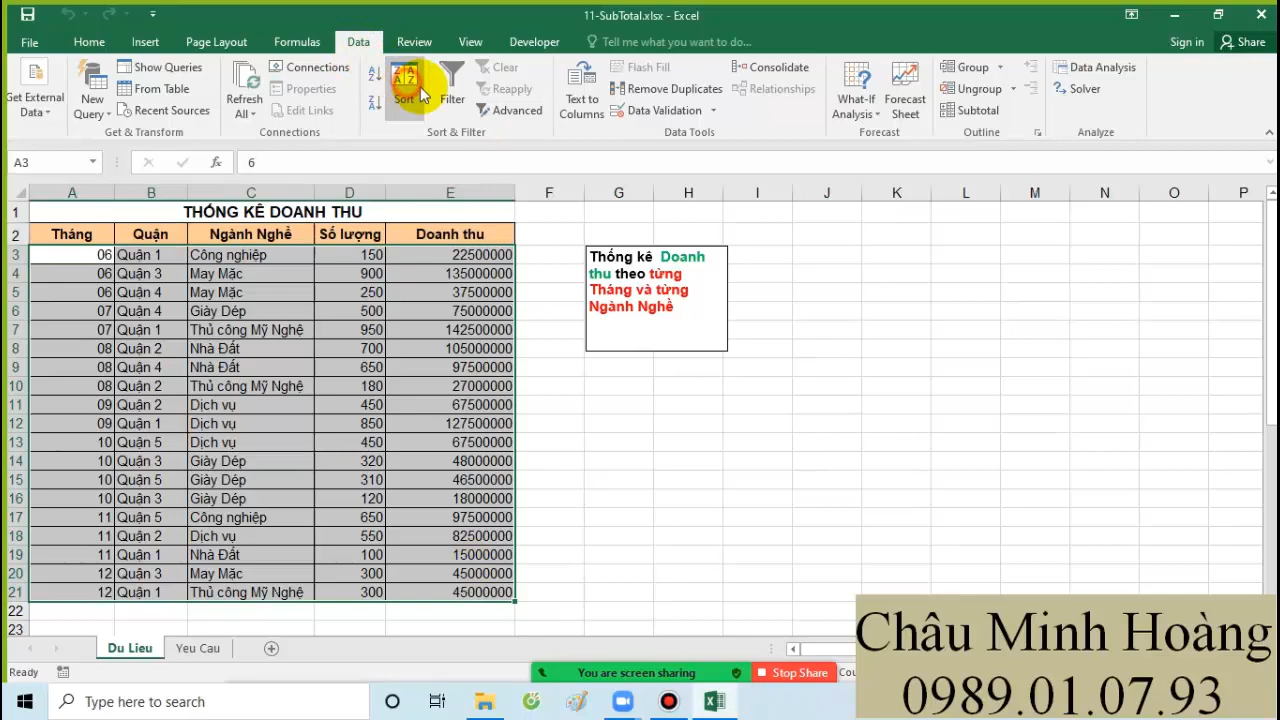 11-SubTotal.xlsx - Excel
File Home Insert Page Layout Formulas Data Review View Developer Tell me what you want to do... Sign in Share
Get External Data
New Query
Show Queries
From Table
Recent Sources
Get & Transform
Refresh All
Connections
Properties
Edit Links
Connections
Sort
Filter
Clear
Reapply
Advanced
Sort & Filter
Text to Columns
Flash Fill
Remove Duplicates
Data Validation
Consolidate
Relationships
Data Tools
What-If Analysis
Forecast Sheet
Forecast
Group
Ungroup
Subtotal
Outline
Data Analysis
Solver
Analyze
A3 fx 6
A B C D E F G H I J K L M N O P
1 THỐNG KÊ DOANH THU
2 Tháng Quận Ngành Nghề Số lượng Doanh thu
3 06 Quận 1 Công nghiệp 150 22500000
4 06 Quận 3 May Mặc 900 135000000
5 06 Quận 4 May Mặc 250 37500000
6 07 Quận 4 Giày Dép 500 75000000
7 07 Quận 1 Thủ công Mỹ Nghệ 950 142500000
8 08 Quận 2 Nhà Đất 700 105000000
9 08 Quận 4 Nhà Đất 650 97500000
10 08 Quận 2 Thủ công Mỹ Nghệ 180 27000000
11 09 Quận 2 Dịch vụ 450 67500000
12 09 Quận 1 Dịch vụ 850 127500000
13 10 Quận 5 Dịch vụ 450 67500000
14 10 Quận 3 Giày Dép 320 48000000
15 10 Quận 5 Giày Dép 310 46500000
16 10 Quận 3 Giày Dép 120 18000000
17 11 Quận 5 Công nghiệp 650 97500000
18 11 Quận 2 Dịch vụ 550 82500000
19 11 Quận 1 Nhà Đất 100 15000000
20 12 Quận 3 May Mặc 300 45000000
21 12 Quận 1 Thủ công Mỹ Nghệ 300 45000000
22
23
Thống kê Doanh
thu theo từng
Tháng và từng
Ngành Nghề
Du Lieu Yeu Cau
Ready
You are screen sharing Stop Share Cou
Type here to search
Châu Minh Hoàng
0989.01.07.93